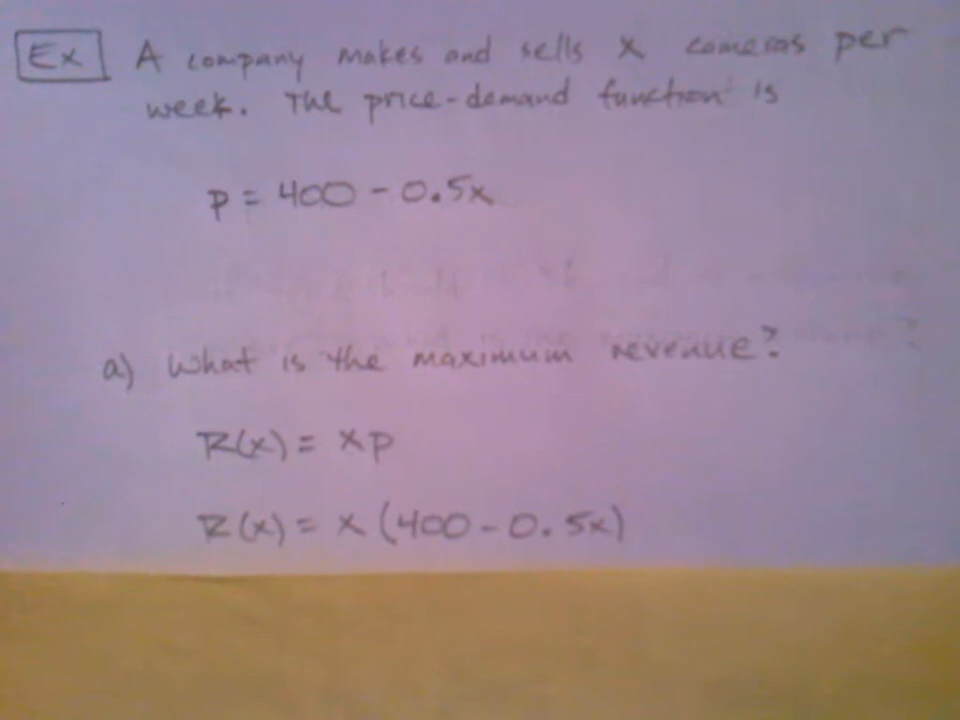 Ex A company makes and sells x cameras per
week. The price-demand function is
p = 400 - 0.5x
a) What is the maximum revenue?
R(x) = xp
R(x) = x (400 - 0.5x)